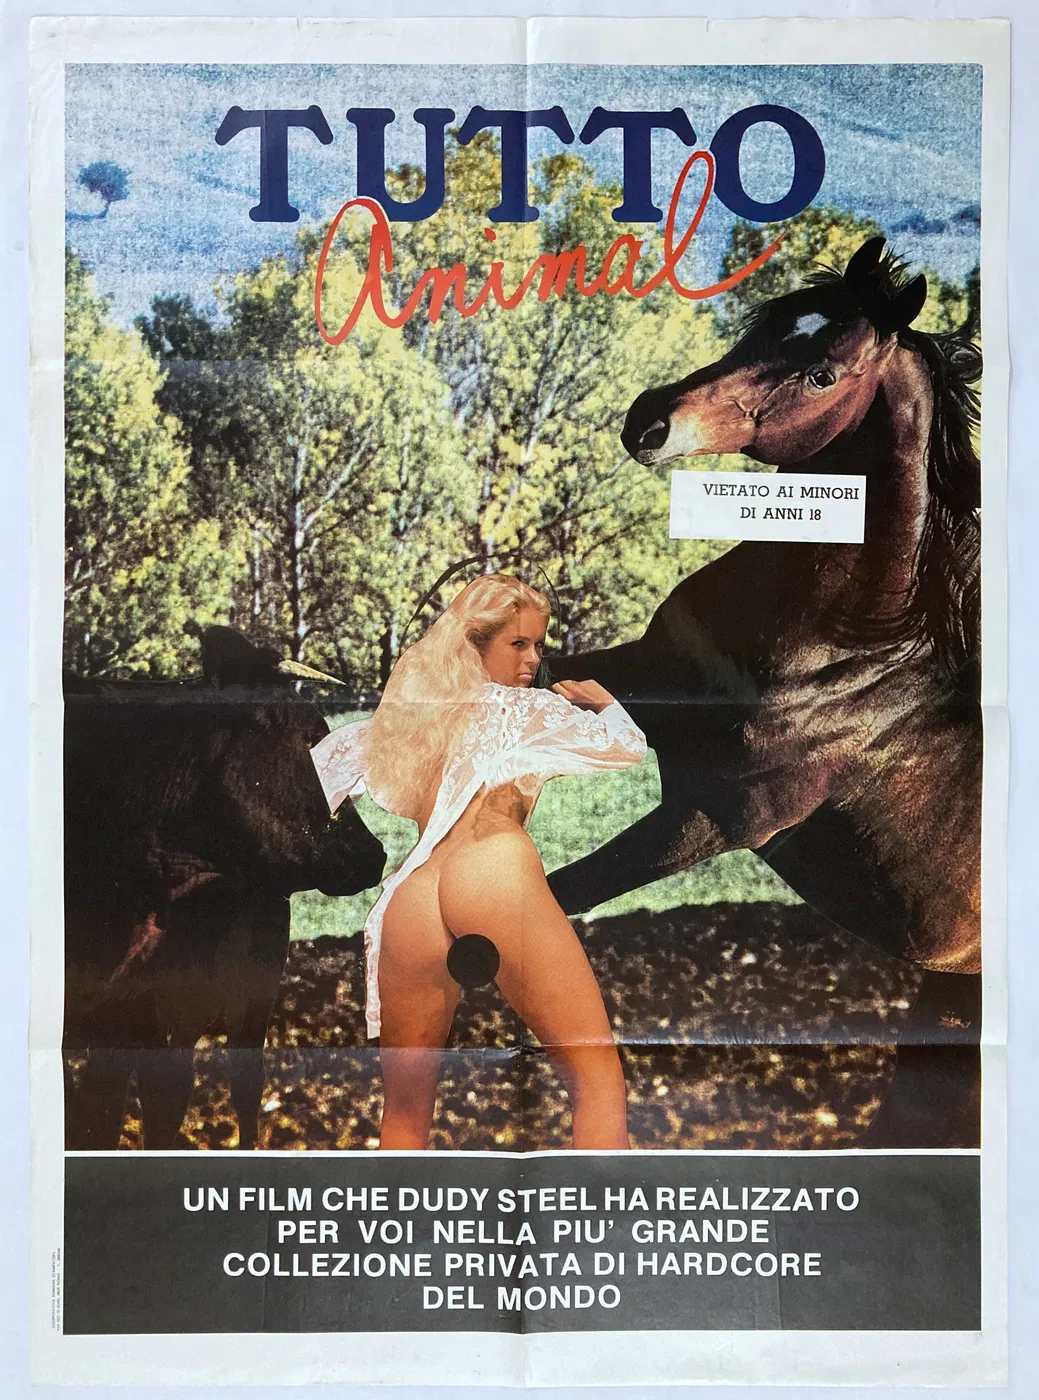 TUTTO
Animal
VIETATO AI MINORI
DI ANNI 18
UN FILM CHE DUDY STEEL HA REALIZZATO
PER VOI NELLA PIU' GRANDE
COLLEZIONE PRIVATA DI HARDCORE
DEL MONDO